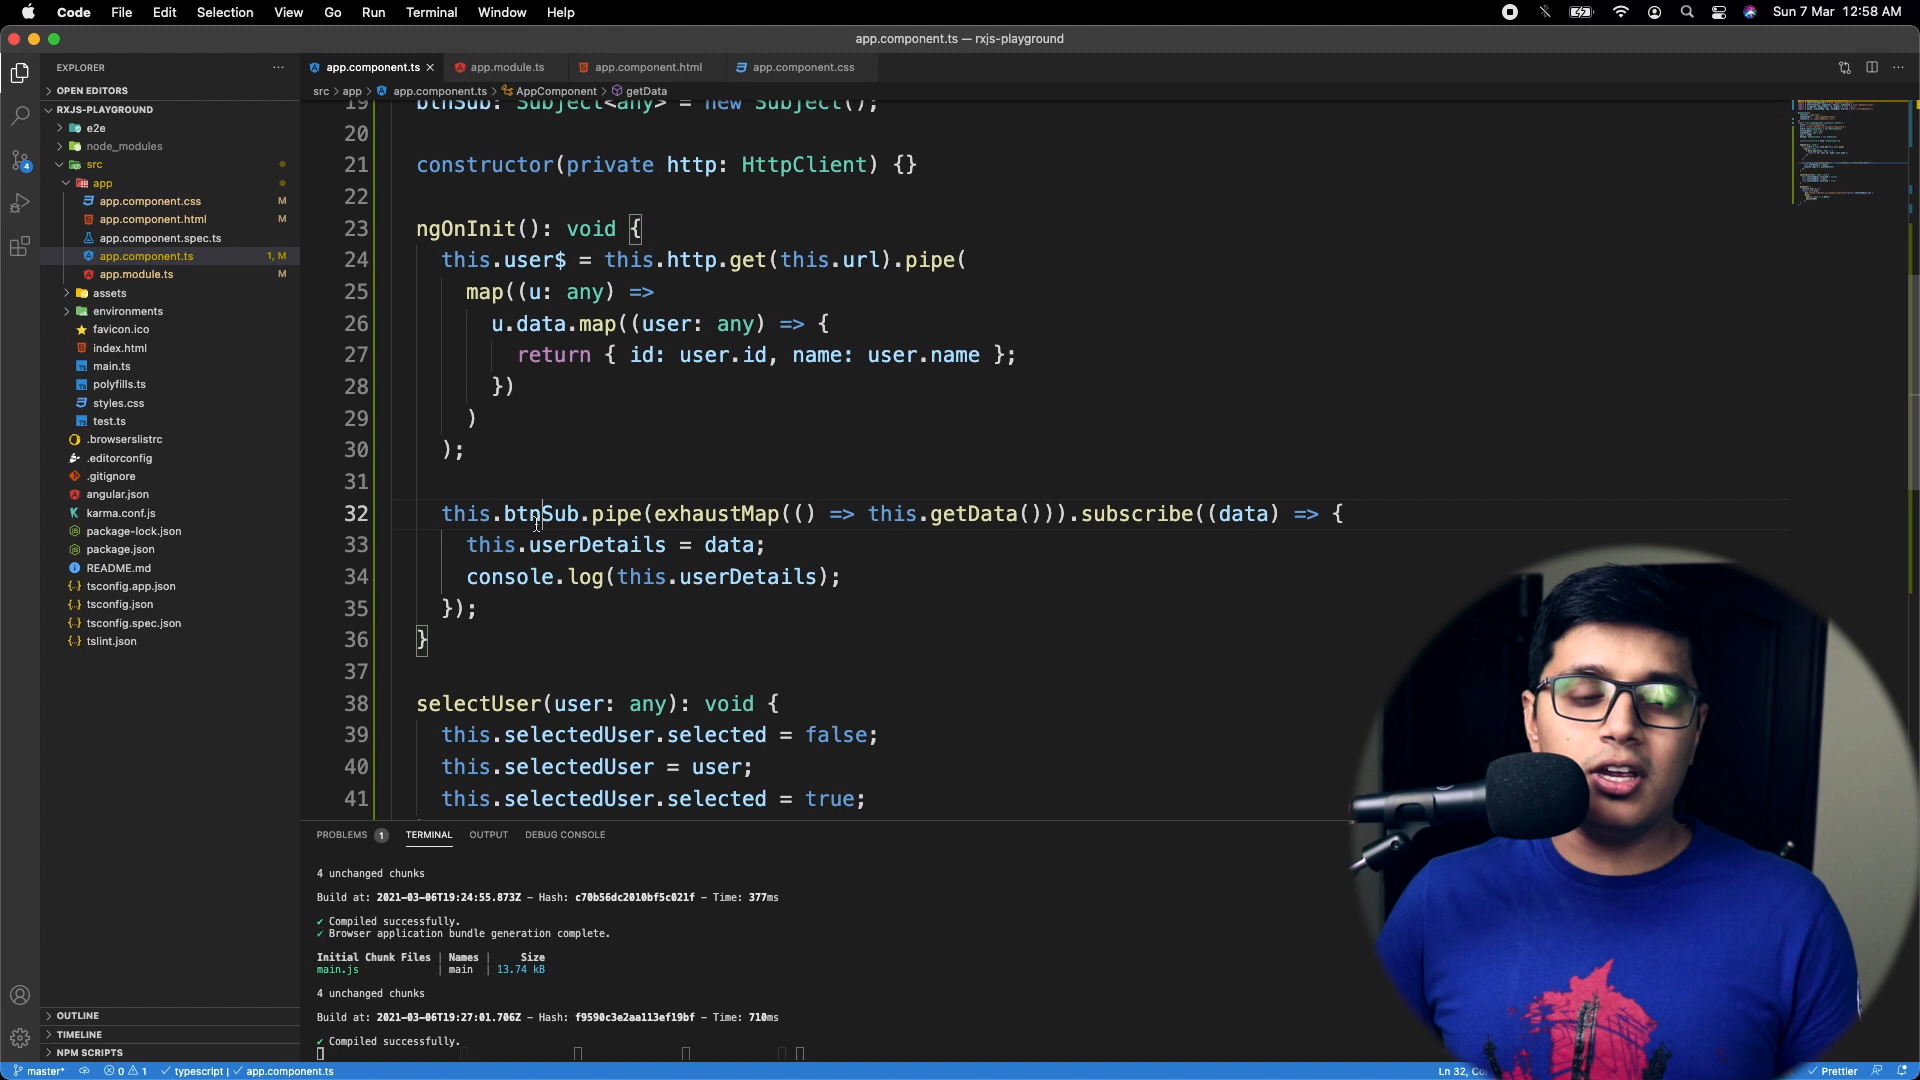 Code File Edit Selection View Go Run Terminal Window Help
Sun 7 Mar 12:58 AM
app.component.ts — rxjs-playground
EXPLORER
app.component.ts
app.module.ts
app.component.html
app.component.css
src > app > app.component.ts > AppComponent > getData
OPEN EDITORS
RXJS-PLAYGROUND
e2e
node_modules
src
app
app.component.css M
app.component.html M
app.component.spec.ts
app.component.ts 1, M
app.module.ts M
assets
environments
favicon.ico
index.html
main.ts
polyfills.ts
styles.css
test.ts
.browserslistrc
.editorconfig
.gitignore
angular.json
karma.conf.js
package-lock.json
package.json
README.md
tsconfig.app.json
tsconfig.json
tsconfig.spec.json
tslint.json
OUTLINE
TIMELINE
NPM SCRIPTS
4
19 btnSub: Subject<any> = new Subject();
20
21 constructor(private http: HttpClient) {}
22
23 ngOnInit(): void {
24 this.user$ = this.http.get(this.url).pipe(
25 map((u: any) =>
26 u.data.map((user: any) => {
27 return { id: user.id, name: user.name };
28 })
29 )
30 );
31
32 this.btnSub.pipe(exhaustMap(() => this.getData())).subscribe((data) => {
33 this.userDetails = data;
34 console.log(this.userDetails);
35 });
36 }
37
38 selectUser(user: any): void {
39 this.selectedUser.selected = false;
40 this.selectedUser = user;
41 this.selectedUser.selected = true;
PROBLEMS 1 TERMINAL OUTPUT DEBUG CONSOLE
4 unchanged chunks
Build at: 2021-03-06T19:24:55.873Z - Hash: c70b56dc2010bf5c021f - Time: 377ms
✔ Compiled successfully.
✔ Browser application bundle generation complete.
Initial Chunk Files | Names | Size
main.js | main | 13.74 kB
4 unchanged chunks
Build at: 2021-03-06T19:27:01.706Z - Hash: f9590c3e2aa113ef19bf - Time: 710ms
✔ Compiled successfully.
master* 0 1 typescript | app.component.ts
Ln 32,
Prettier